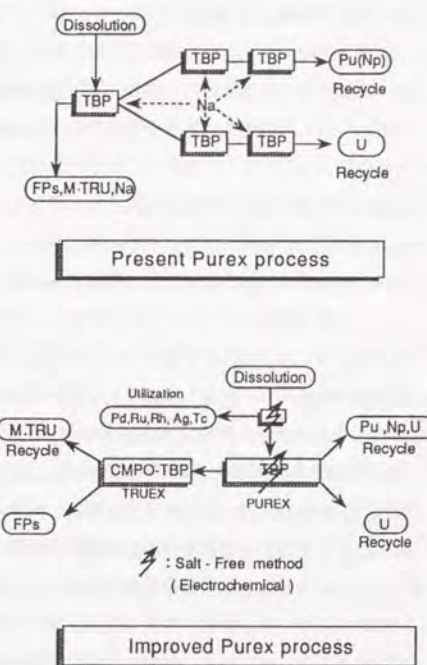 Dissolution
TBP
TBP
TBP
Pu(Np)
Recycle
Na
TBP
TBP
U
Recycle
FPs,M·TRU,Na
Present Purex process
Dissolution
Utilization
Pd,Ru,Rh, Ag,Tc
M.TRU
Recycle
CMPO-TBP
TRUEX
TBP
PUREX
Pu ,Np,U
Recycle
FPs
U
Recycle
: Salt - Free method
( Electrochemical )
Improved Purex process